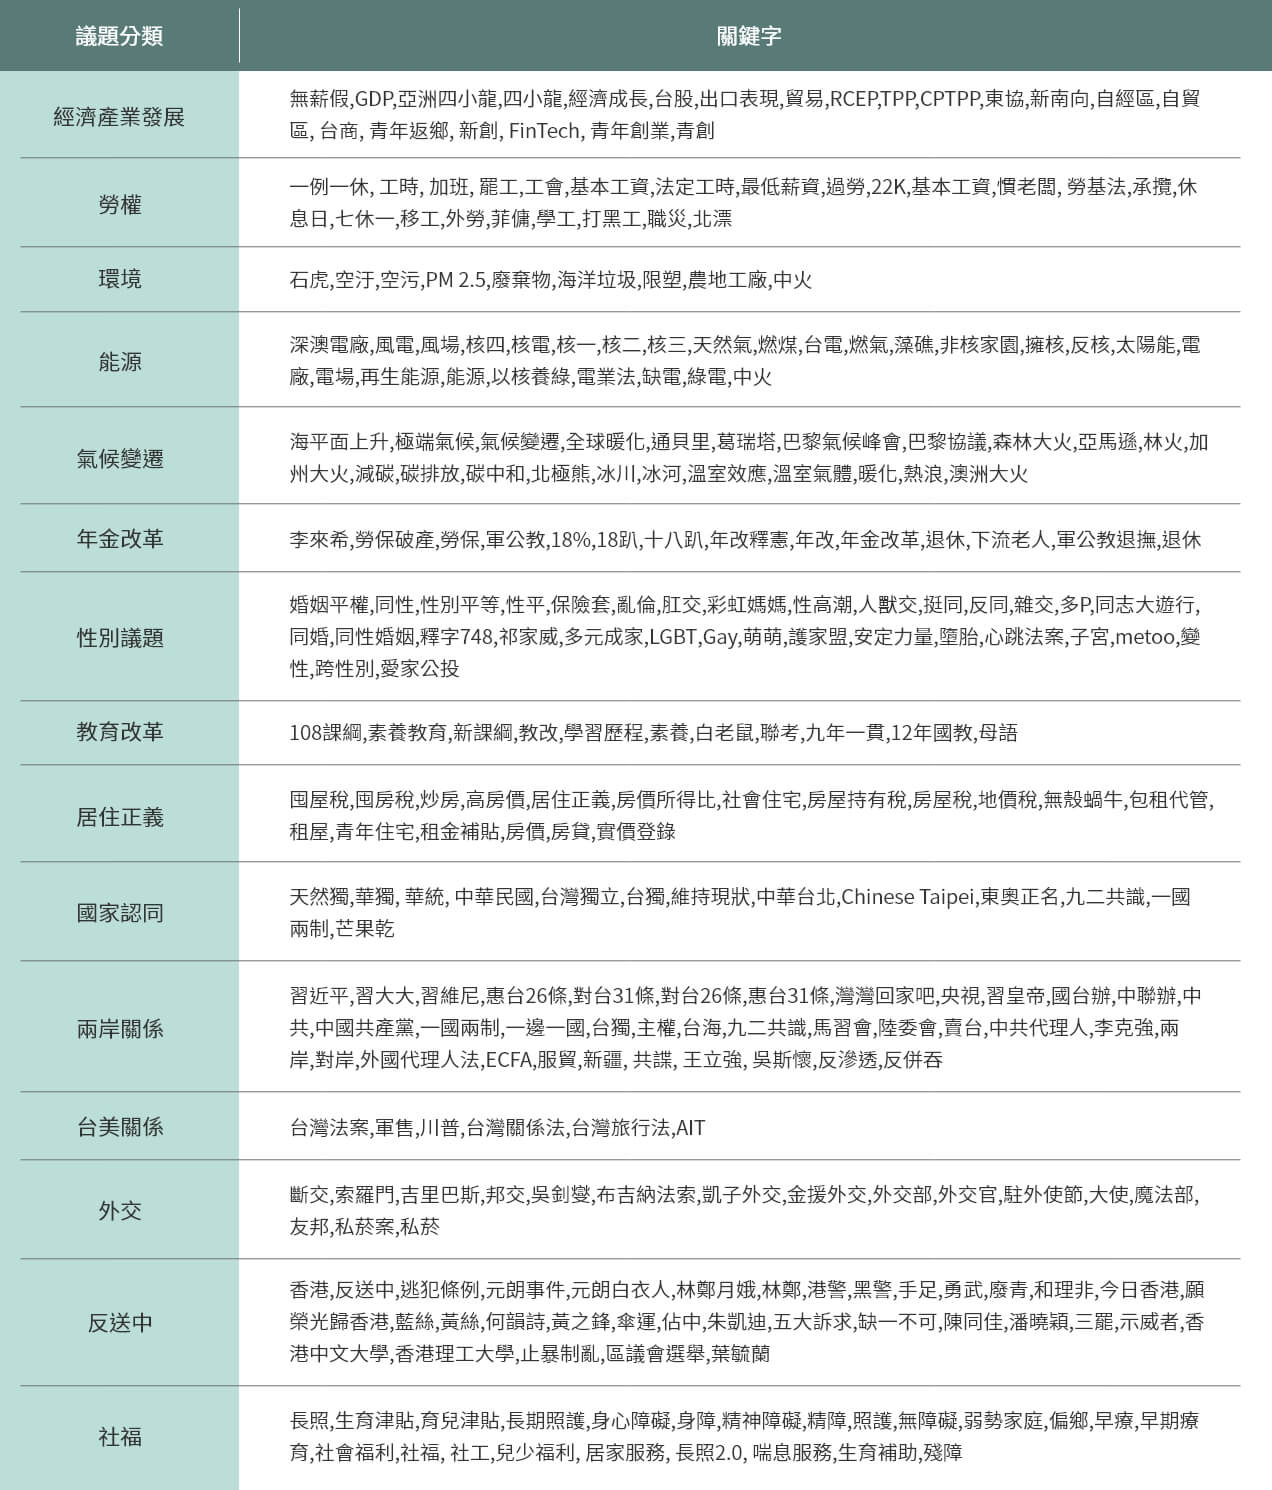 議題分類
關鍵字
經濟產業發展
無薪假,GDP,亞洲四小龍,四小龍,經濟成長,台股,出口表現,貿易,RCEP,TPP,CPTPP,東協,新南向,自經區,自貿
區, 台商, 青年返鄉, 新創, FinTech, 青年創業,青創
勞權
一例一休, 工時, 加班, 罷工,工會,基本工資,法定工時,最低薪資,過勞,22K,基本工資,慣老闆, 勞基法,承攬,休
息日,七休一,移工,外勞,菲傭,學工,打黑工,職災,北漂
環境
石虎,空汙,空污,PM 2.5,廢棄物,海洋垃圾,限塑,農地工廠,中火
能源
深澳電廠,風電,風場,核四,核電,核一,核二,核三,天然氣,燃煤,台電,燃氣,藻礁,非核家園,擁核,反核,太陽能,電
廠,電場,再生能源,能源,以核養綠,電業法,缺電,綠電,中火
氣候變遷
海平面上升,極端氣候,氣候變遷,全球暖化,通貝里,葛瑞塔,巴黎氣候峰會,巴黎協議,森林大火,亞馬遜,林火,加
州大火,減碳,碳排放,碳中和,北極熊,冰川,冰河,溫室效應,溫室氣體,暖化,熱浪,澳洲大火
年金改革
李來希,勞保破產,勞保,軍公教,18%,18趴,十八趴,年改釋憲,年改,年金改革,退休,下流老人,軍公教退撫,退休
性別議題
婚姻平權,同性,性別平等,性平,保險套,亂倫,肛交,彩虹媽媽,性高潮,人獸交,挺同,反同,雜交,多P,同志大遊行,
同婚,同性婚姻,釋字748,祁家威,多元成家,LGBT,Gay,萌萌,護家盟,安定力量,墮胎,心跳法案,子宮,metoo,變
性,跨性別,愛家公投
教育改革
108課綱,素養教育,新課綱,教改,學習歷程,素養,白老鼠,聯考,九年一貫,12年國教,母語
居住正義
囤屋稅,囤房稅,炒房,高房價,居住正義,房價所得比,社會住宅,房屋持有稅,房屋稅,地價稅,無殼蝸牛,包租代管,
租屋,青年住宅,租金補貼,房價,房貸,實價登錄
國家認同
天然獨,華獨, 華統, 中華民國,台灣獨立,台獨,維持現狀,中華台北,Chinese Taipei,東奧正名,九二共識,一國
兩制,芒果乾
兩岸關係
習近平,習大大,習維尼,惠台26條,對台31條,對台26條,惠台31條,灣灣回家吧,央視,習皇帝,國台辦,中聯辦,中
共,中國共產黨,一國兩制,一邊一國,台獨,主權,台海,九二共識,馬習會,陸委會,賣台,中共代理人,李克強,兩
岸,對岸,外國代理人法,ECFA,服貿,新疆, 共諜, 王立強, 吳斯懷,反滲透,反併吞
台美關係
台灣法案,軍售,川普,台灣關係法,台灣旅行法,AIT
外交
斷交,索羅門,吉里巴斯,邦交,吳釗燮,布吉納法索,凱子外交,金援外交,外交部,外交官,駐外使節,大使,魔法部,
友邦,私菸案,私菸
反送中
香港,反送中,逃犯條例,元朗事件,元朗白衣人,林鄭月娥,林鄭,港警,黑警,手足,勇武,廢青,和理非,今日香港,願
榮光歸香港,藍絲,黃絲,何韻詩,黃之鋒,傘運,佔中,朱凱迪,五大訴求,缺一不可,陳同佳,潘曉穎,三罷,示威者,香
港中文大學,香港理工大學,止暴制亂,區議會選舉,葉毓蘭
社福
長照,生育津貼,育兒津貼,長期照護,身心障礙,身障,精神障礙,精障,照護,無障礙,弱勢家庭,偏鄉,早療,早期療
育,社會福利,社福, 社工,兒少福利, 居家服務, 長照2.0, 喘息服務,生育補助,殘障